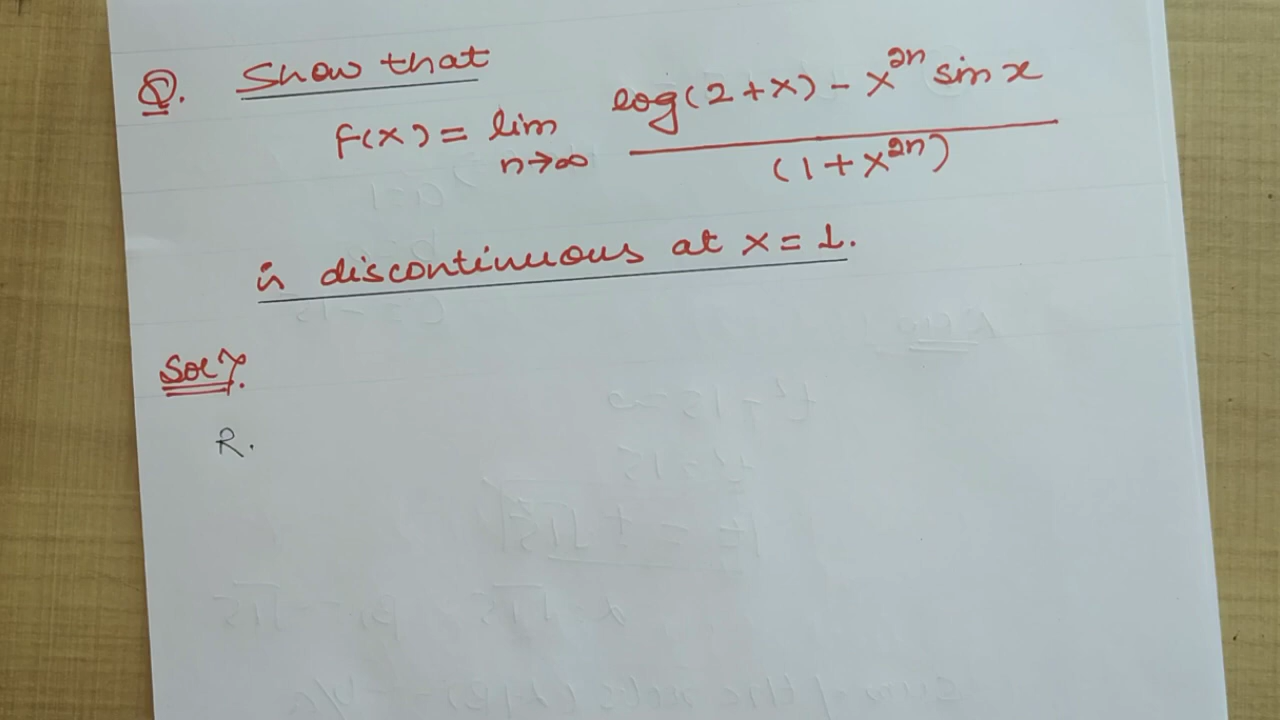 Q. Show that
f(x) = lim n→∞ log(2+x) - x^2n sin x / (1+x^2n)
is discontinuous at x = 1.
Solⁿ.
R.